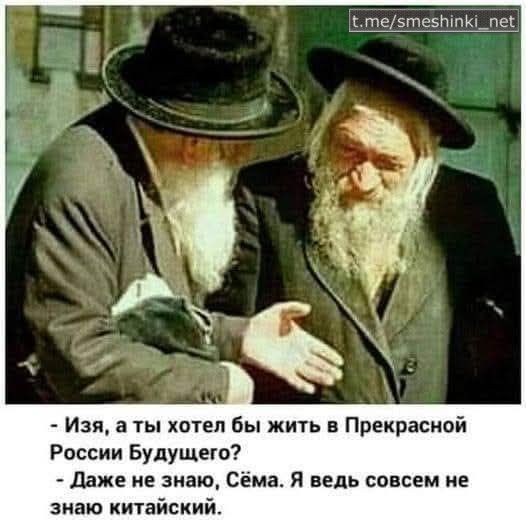 t.me/smeshinki_net
- Изя, а ты хотел бы жить в Прекрасной
России Будущего?
- Даже не знаю, Сёма. Я ведь совсем не
знаю китайский.